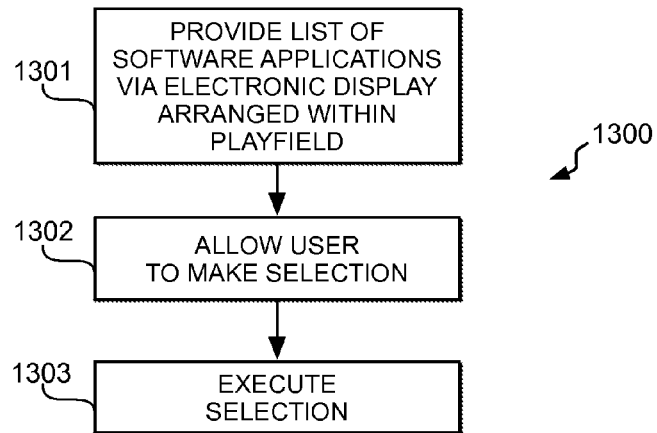 1301
PROVIDE LIST OF
SOFTWARE APPLICATIONS
VIA ELECTRONIC DISPLAY
ARRANGED WITHIN
PLAYFIELD
1300
1302
ALLOW USER
TO MAKE SELECTION
1303
EXECUTE
SELECTION